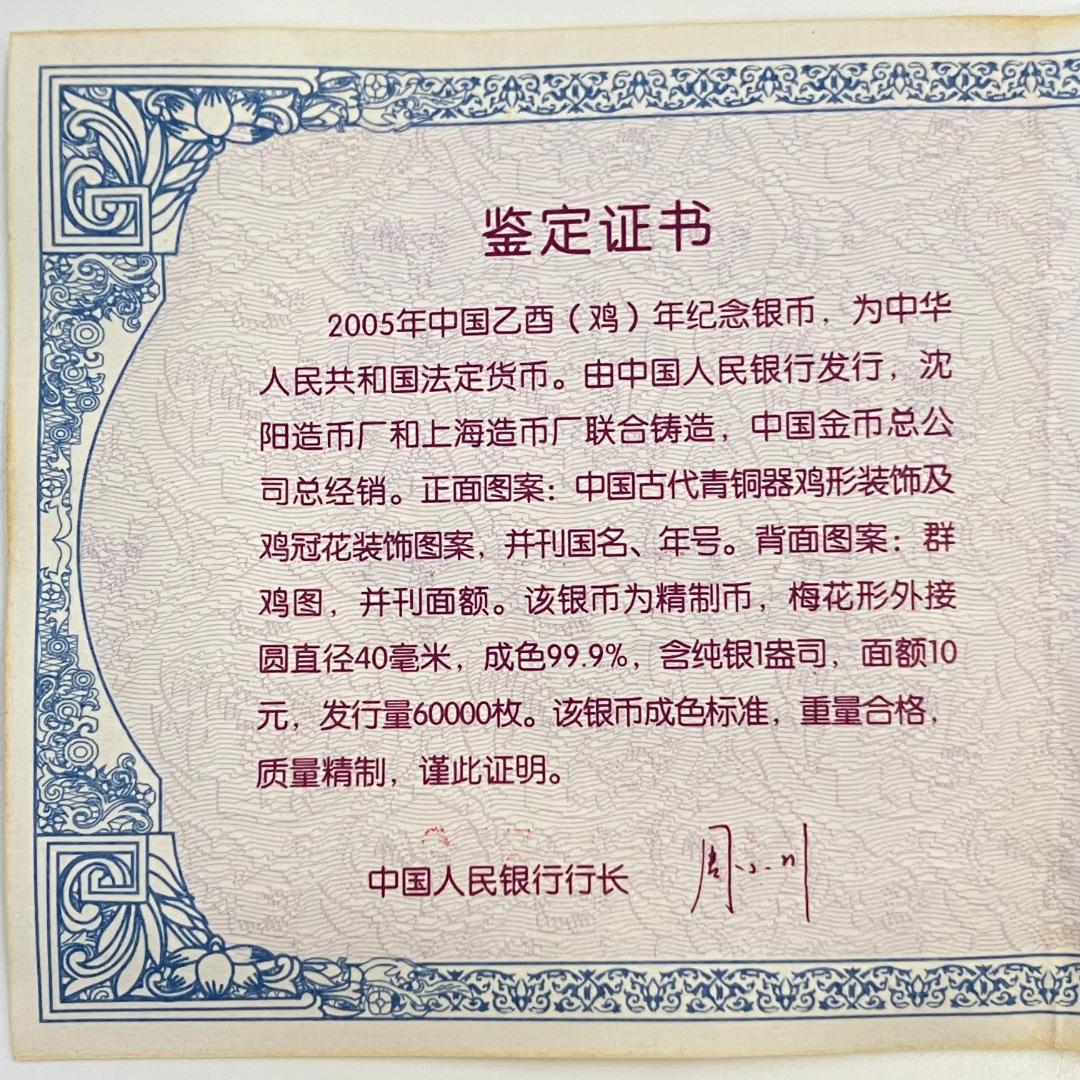 鉴定证书
2005年中国乙酉（鸡）年纪念银币，为中华
人民共和国法定货币。由中国人民银行发行，沈
阳造币厂和上海造币厂联合铸造，中国金币总公
司总经销。正面图案：中国古代青铜器鸡形装饰及
鸡冠花装饰图案，并刊国名、年号。背面图案：群
鸡图，并刊面额。该银币为精制币，梅花形外接
圆直径40毫米，成色99.9%，含纯银1盎司，面额10
元，发行量60000枚。该银币成色标准，重量合格，
质量精制，谨此证明。
中国人民银行行长 周小川